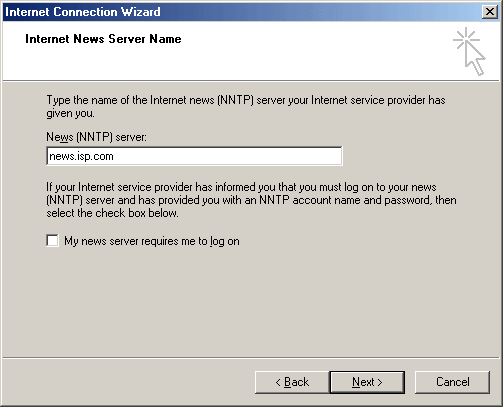 Internet Connection Wizard
Internet News Server Name
Type the name of the Internet news (NNTP) server your Internet service provider has
given you.
News (NNTP) server:
news.isp.com
If your Internet service provider has informed you that you must log on to your news
(NNTP) server and has provided you with an NNTP account name and password, then
select the check box below.
My news server requires me to log on
< Back Next > Cancel